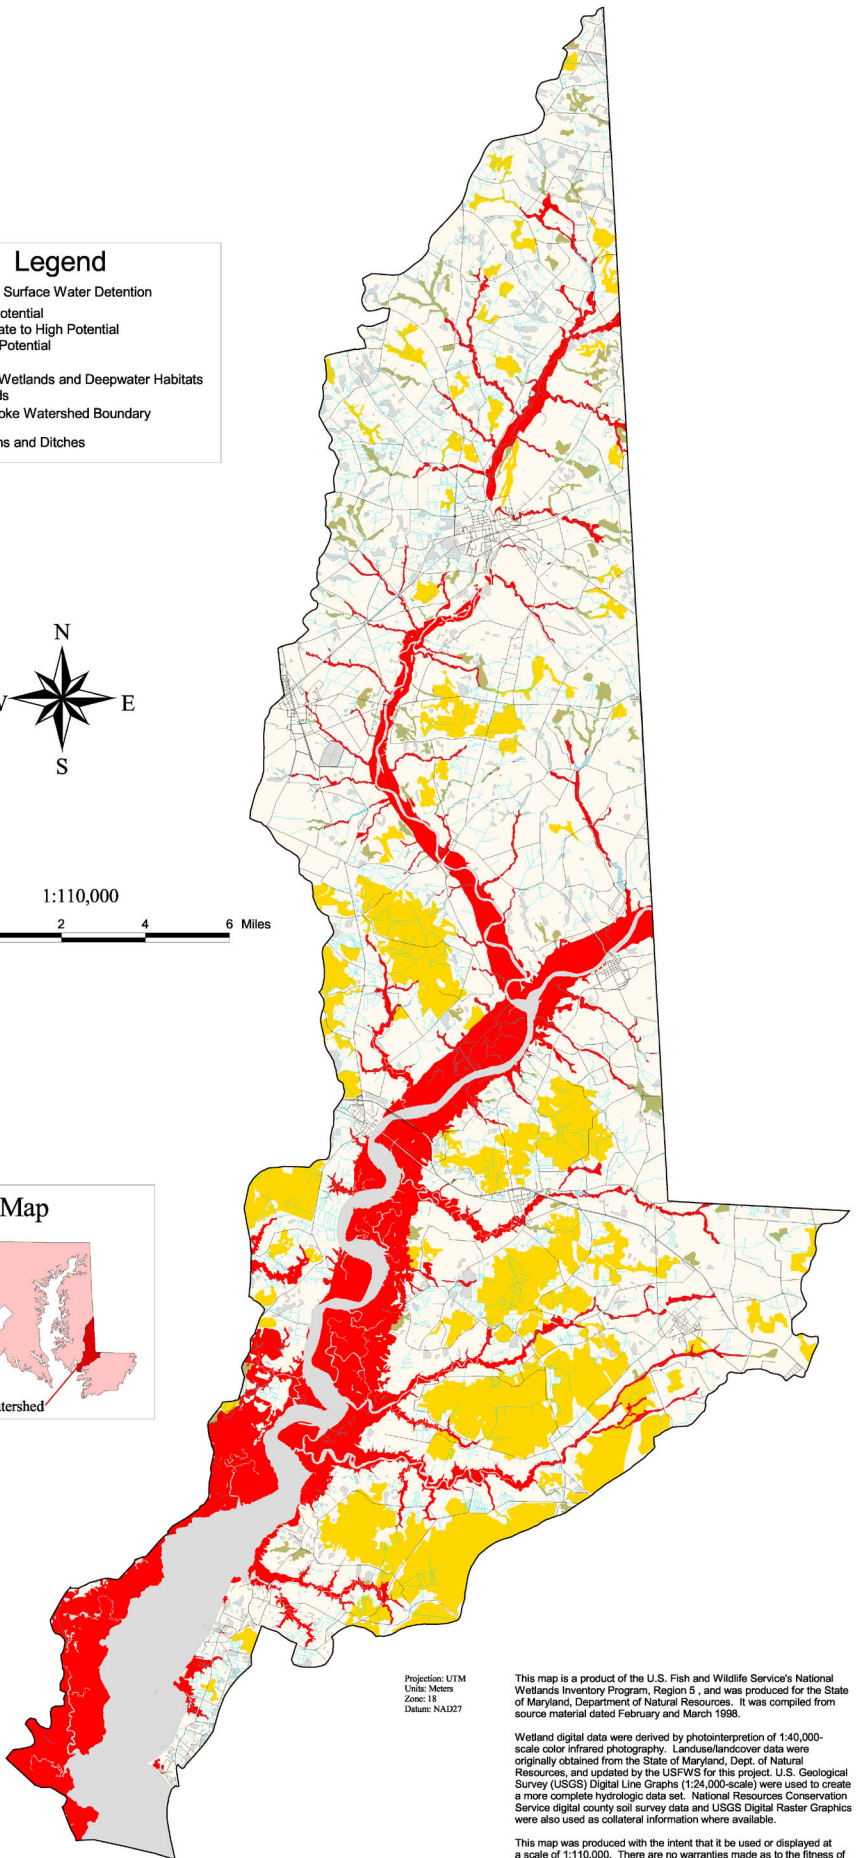 Legend
Surface Water Detention
otential
ate to High Potential
Potential
Wetlands and Deepwater Habitats
ds
oke Watershed Boundary
ns and Ditches
N
E
S
1:110,000
2 4 6 Miles
Map
tershed
Projection: UTM
Units: Meters
Zone: 18
Datum: NAD27
This map is a product of the U.S. Fish and Wildlife Service's National
Wetlands Inventory Program, Region 5 , and was produced for the State
of Maryland, Department of Natural Resources. It was compiled from
source material dated February and March 1998.
Wetland digital data were derived by photointerpretion of 1:40,000-
scale color infrared photography. Landuse/landcover data were
originally obtained from the State of Maryland, Dept. of Natural
Resources, and updated by the USFWS for this project. U.S. Geological
Survey (USGS) Digital Line Graphs (1:24,000-scale) were used to create
a more complete hydrologic data set. National Resources Conservation
Service digital county soil survey data and USGS Digital Raster Graphics
were also used as collateral information where available.
This map was produced with the intent that it be used or displayed at
a scale of 1:110,000. There are no warranties made as to the fitness of